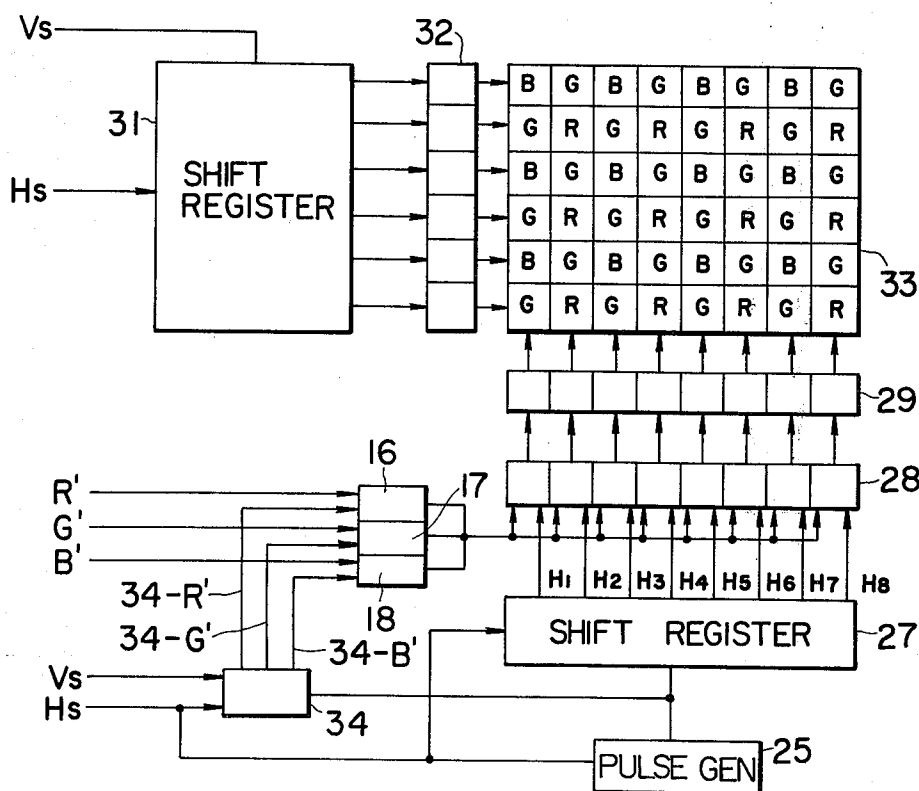 Vs
32
31
Hs
SHIFT
REGISTER
B G B G B G B G
G R G R G R G R
B G B G B G B G
G R G R G R G R
B G B G B G B G
G R G R G R G R
33
29
28
16
17
18
R'
G'
B'
34-R'
34-G'
34-B'
H1 H2 H3 H4 H5 H6 H7 H8
SHIFT REGISTER
27
Vs
Hs
34
25
PULSE GEN